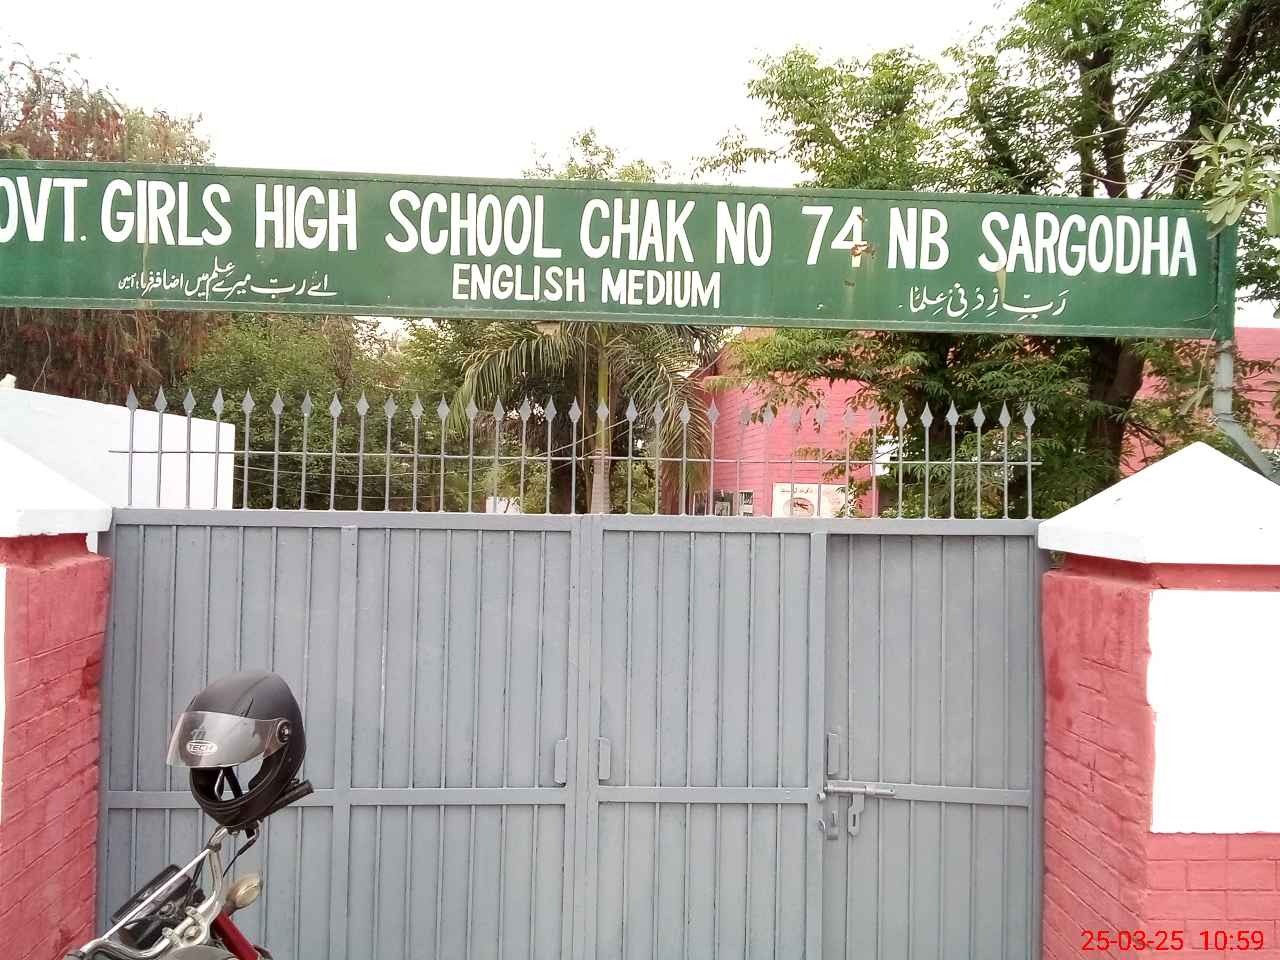 OVT. GIRLS HIGH SCHOOL CHAK NO 74 NB SARGODHA
ENGLISH MEDIUM
اے ربّ میرے علم میں اضافہ فرما، آمین
رَبِّ زِدْ نِیْ عِلْمًا
TECH
25-03-25 10:59